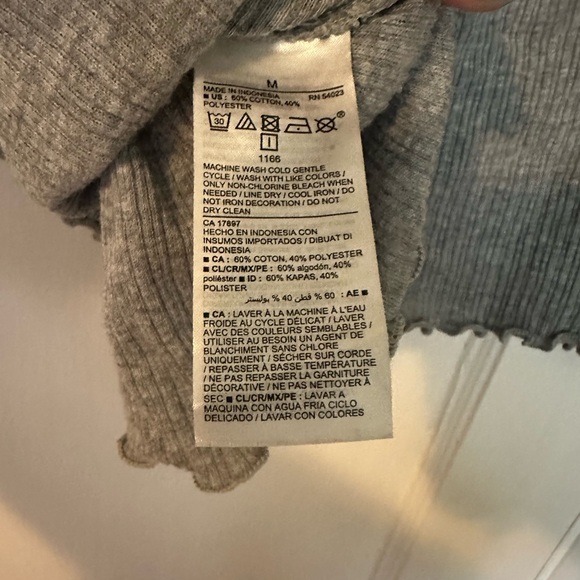 M
MADE IN INDONESIA RN 54023
■ US : 60% COTTON, 40%
POLYESTER
30
1166
MACHINE WASH COLD GENTLE
CYCLE / WASH WITH LIKE COLORS /
ONLY NON-CHLORINE BLEACH WHEN
NEEDED / LINE DRY / COOL IRON / DO
NOT IRON DECORATION / DO NOT
DRY CLEAN
CA 17897
HECHO EN INDONESIA CON
INSUMOS IMPORTADOS / DIBUAT DI
INDONESIA
■ CA : 60% COTON, 40% POLYESTER
■ CL/CR/MX/PE : 60% algodón, 40%
poliéster ■ ID : 60% KAPAS, 40%
POLISTER
■ AE : 60 % قطن 40 % بوليستر
■ CA : LAVER À LA MACHINE À L'EAU
FROIDE AU CYCLE DÉLICAT / LAVER
AVEC DES COULEURS SEMBLABLES /
UTILISER AU BESOIN UN AGENT DE
BLANCHIMENT SANS CHLORE
UNIQUEMENT / SÉCHER SUR CORDE
/ REPASSER À BASSE TEMPÉRATURE
/ NE PAS REPASSER LA GARNITURE
DÉCORATIVE / NE PAS NETTOYER À
SEC ■ CL/CR/MX/PE : LAVAR A
MAQUINA CON AGUA FRIA CICLO
DELICADO / LAVAR CON COLORES